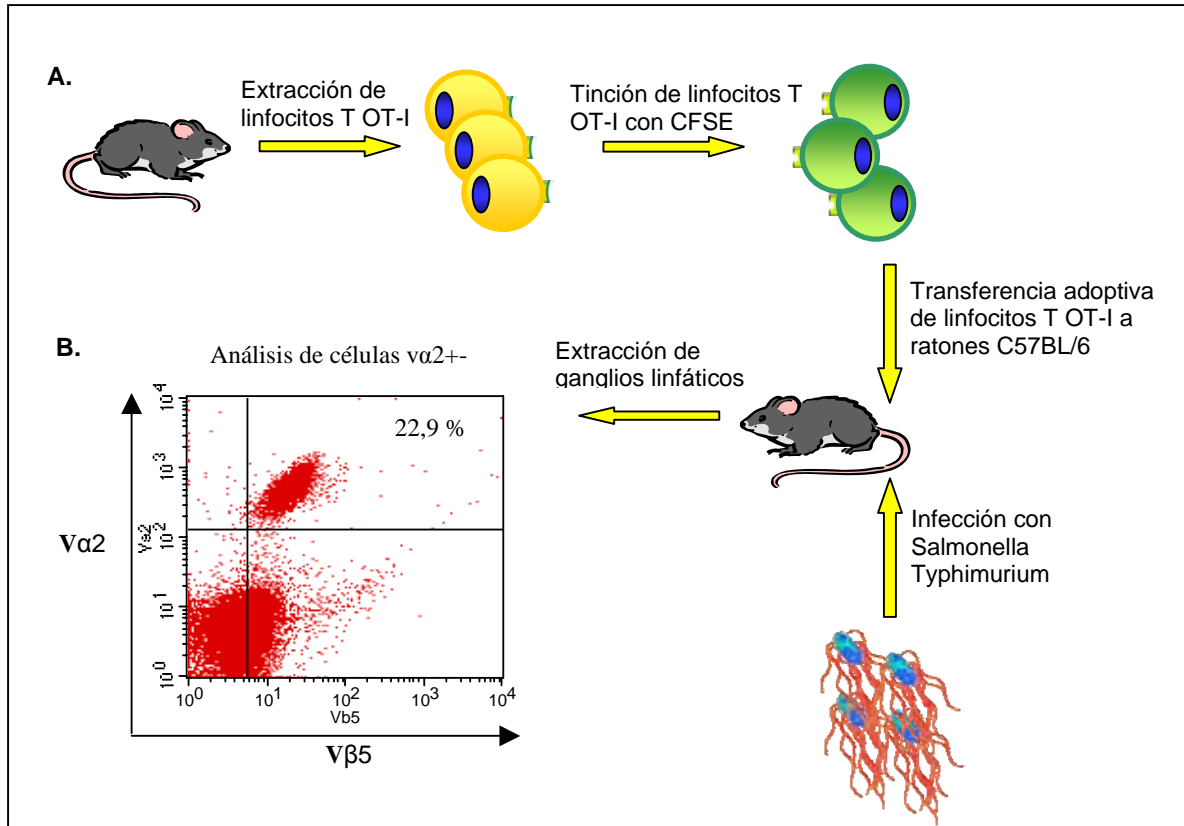 A.
Extracción de
linfocitos T OT-I
Tinción de linfocitos T
OT-I con CFSE
Transferencia adoptiva
de linfocitos T OT-I a
ratones C57BL/6
B.
Análisis de células vα2+-
Extracción de
ganglios linfáticos
22,9 %
10^4
10^3
10^2
10^1
10^0
Vα2
10^0 10^1 10^2 10^3 10^4
Vb5
Vβ5
Infección con
Salmonella
Typhimurium